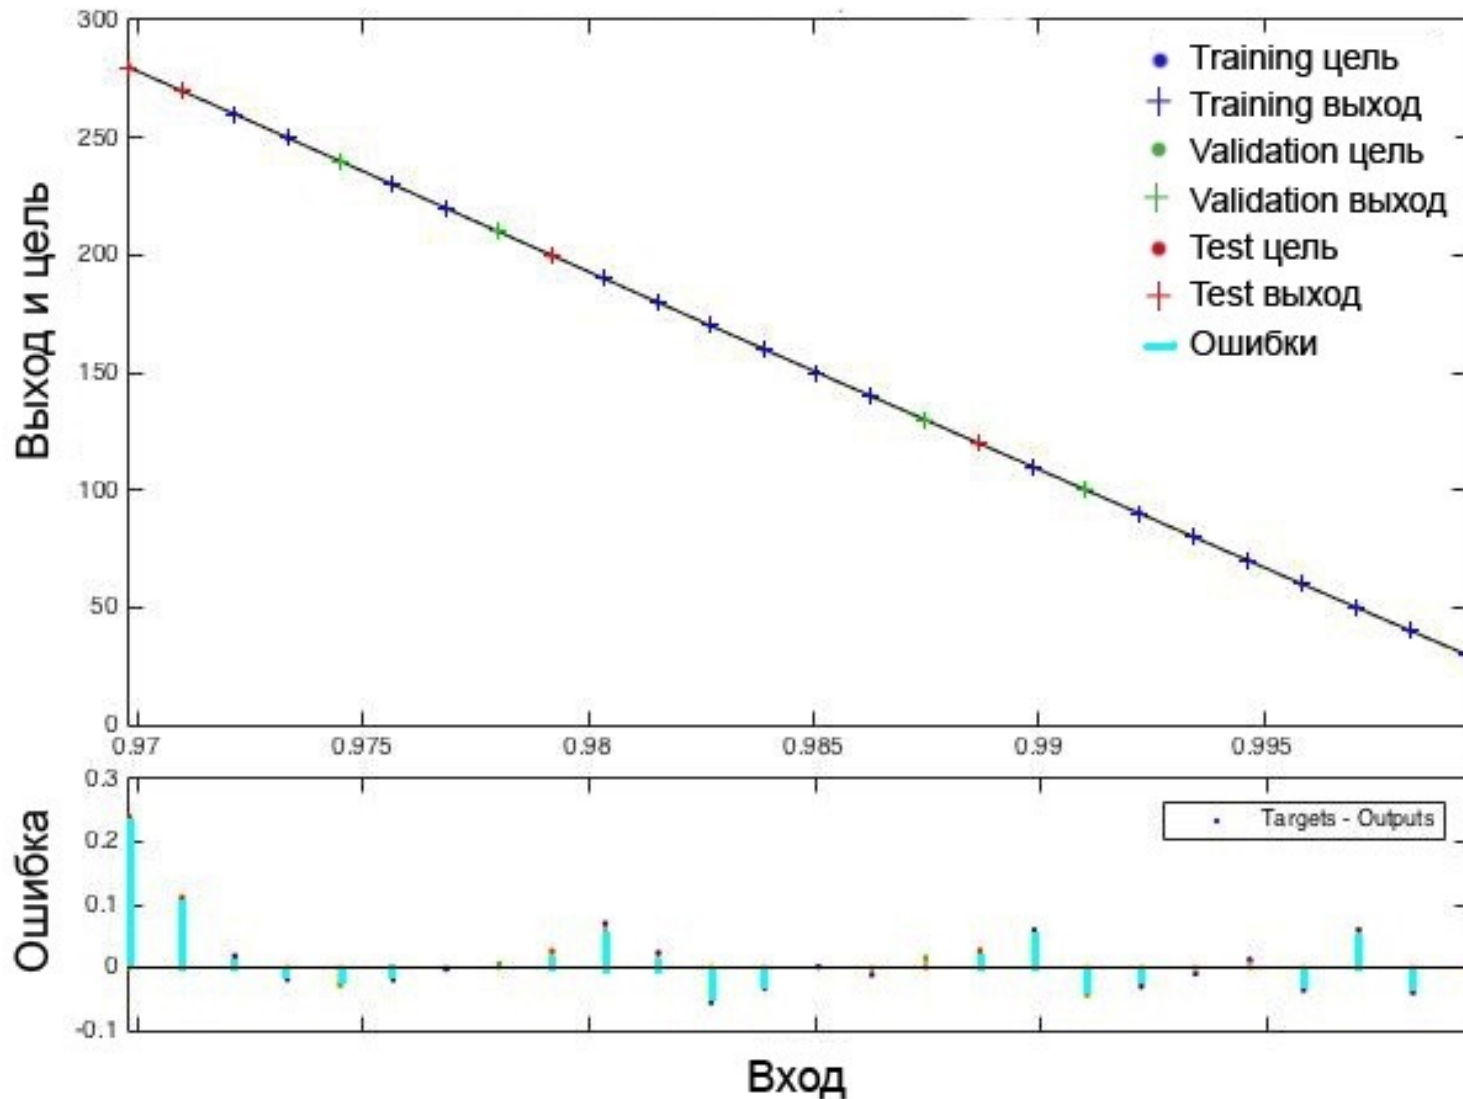 300
250
200
150
100
50
0
Выход и цель
Training цель
Training выход
Validation цель
Validation выход
Test цель
Test выход
Ошибки
0.97 0.975 0.98 0.985 0.99 0.995
0.3
0.2
0.1
0
-0.1
Ошибка
Targets - Outputs
Вход